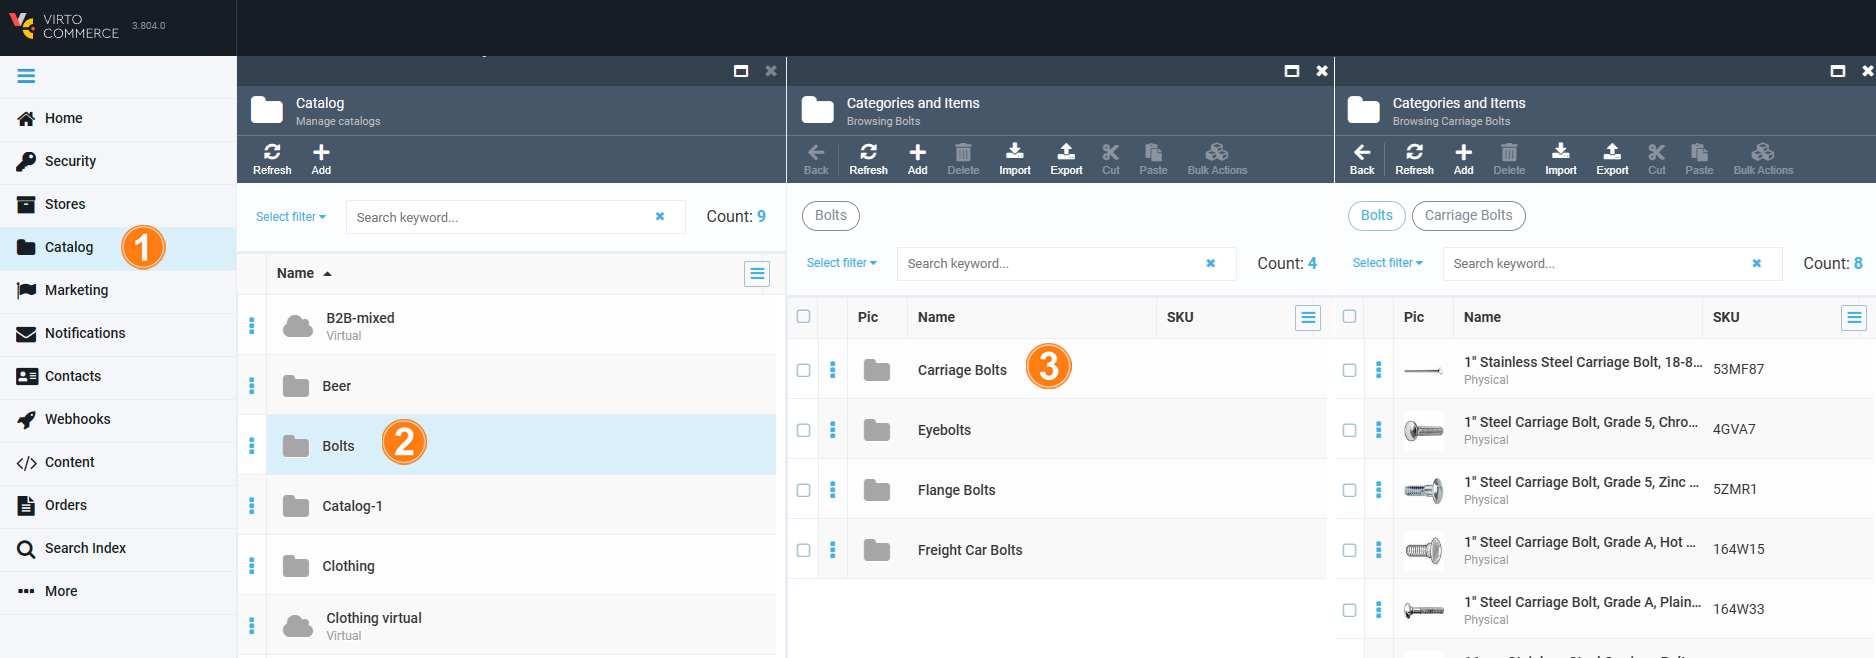 VIRTO
COMMERCE
3.804.0
Home
Security
Stores
Catalog
1
Marketing
Notifications
Contacts
Webhooks
Content
Orders
Search Index
More
Catalog
Manage catalogs
Refresh
Add
Select filter
Search keyword...
Count: 9
Name
B2B-mixed
Virtual
Beer
Bolts
2
Catalog-1
Clothing
Clothing virtual
Virtual
Categories and Items
Browsing Bolts
Back
Refresh
Add
Delete
Import
Export
Cut
Paste
Bulk Actions
Bolts
Select filter
Search keyword...
Count: 4
Pic
Name
SKU
Carriage Bolts
3
Eyebolts
Flange Bolts
Freight Car Bolts
Categories and Items
Browsing Carriage Bolts
Back
Refresh
Add
Delete
Import
Export
Cut
Paste
Bulk Actions
Bolts
Carriage Bolts
Select filter
Search keyword...
Count: 8
Pic
Name
SKU
1" Stainless Steel Carriage Bolt, 18-8...
53MF87
Physical
1" Steel Carriage Bolt, Grade 5, Chro...
4GVA7
Physical
1" Steel Carriage Bolt, Grade 5, Zinc ...
5ZMR1
Physical
1" Steel Carriage Bolt, Grade A, Hot ...
164W15
Physical
1" Steel Carriage Bolt, Grade A, Plain...
164W33
Physical